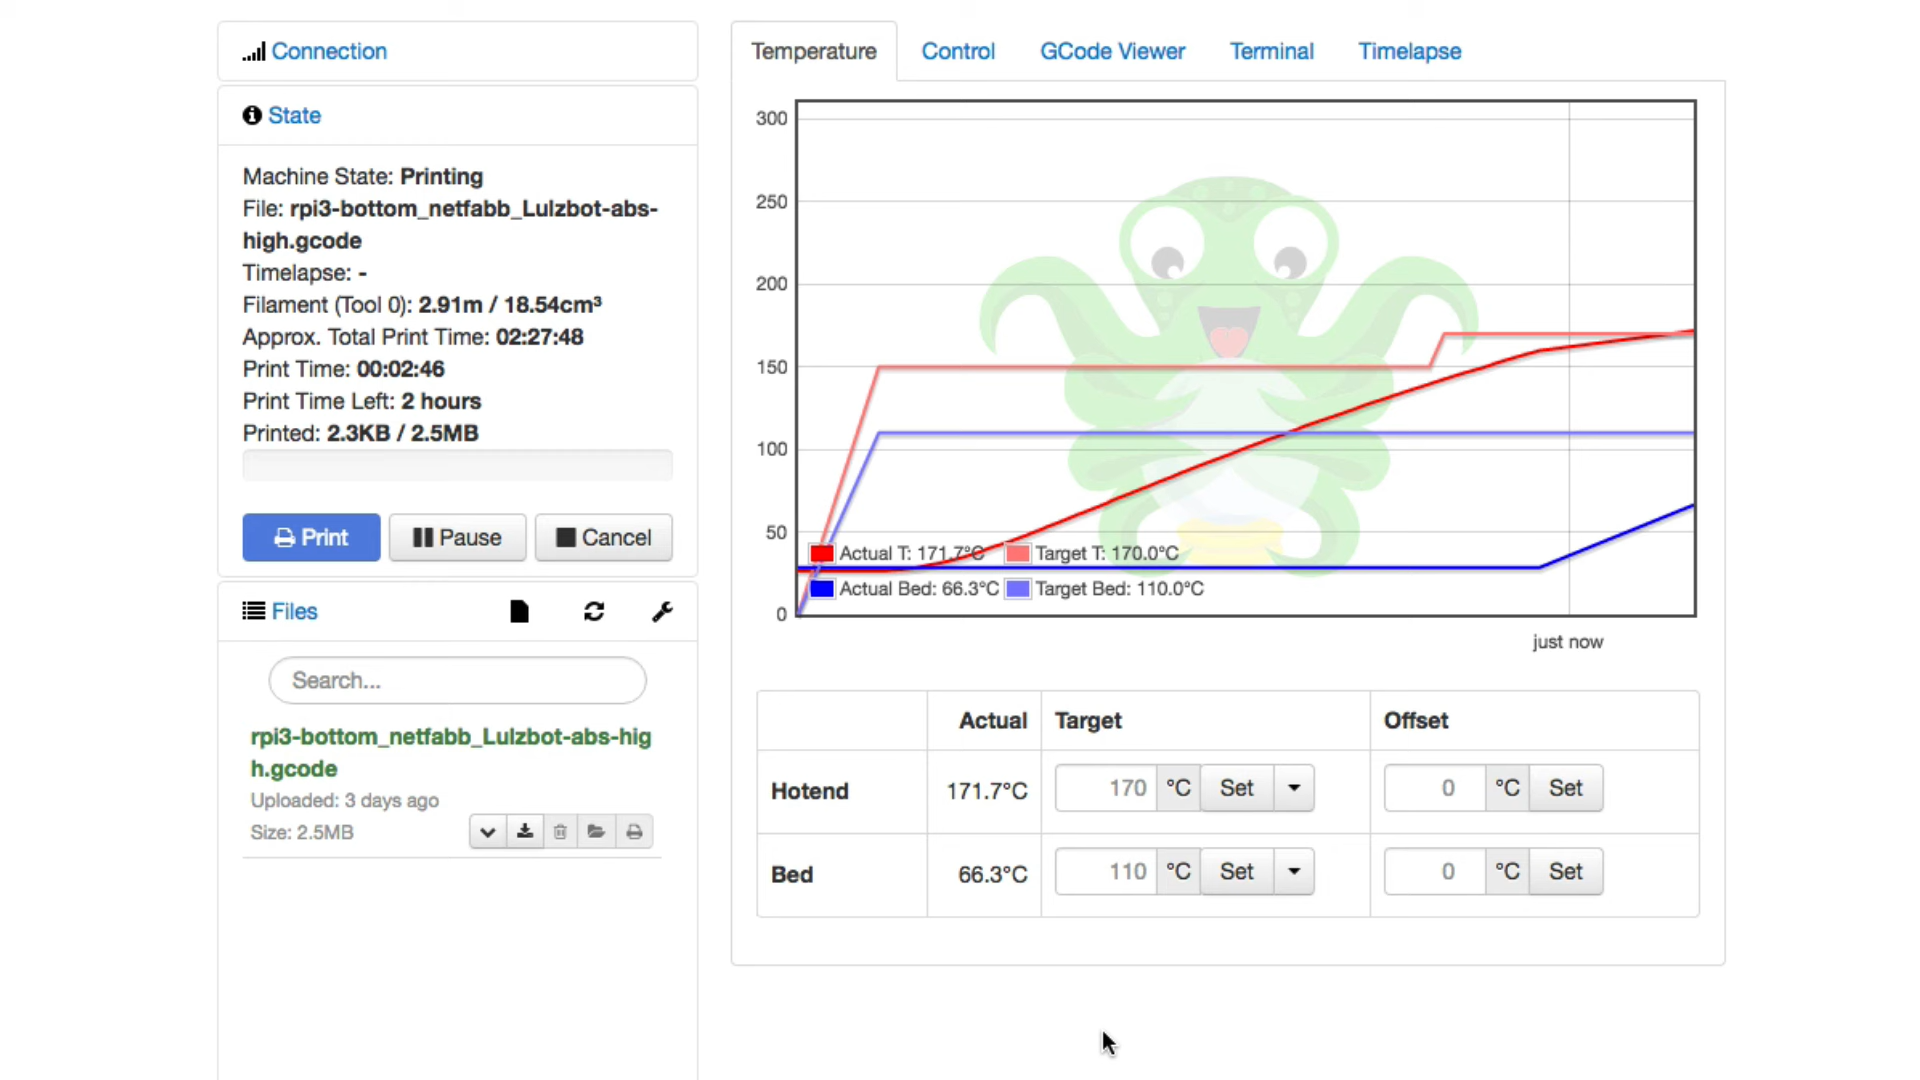 Connection
State
Machine State: Printing
File: rpi3-bottom_netfabb_Lulzbot-abs-
high.gcode
Timelapse: -
Filament (Tool 0): 2.91m / 18.54cm³
Approx. Total Print Time: 02:27:48
Print Time: 00:02:46
Print Time Left: 2 hours
Printed: 2.3KB / 2.5MB
Print Pause Cancel
Files
Search...
rpi3-bottom_netfabb_Lulzbot-abs-hig
h.gcode
Uploaded: 3 days ago
Size: 2.5MB
Temperature Control GCode Viewer Terminal Timelapse
300
250
200
150
100
50
0
Actual T: 171.7°C Target T: 170.0°C
Actual Bed: 66.3°C Target Bed: 110.0°C
just now
Actual Target Offset
Hotend 171.7°C 170 °C Set 0 °C Set
Bed 66.3°C 110 °C Set 0 °C Set